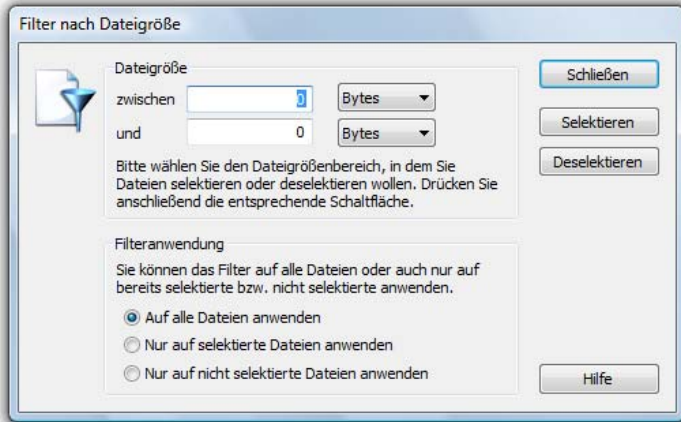 Filter nach Dateigröße
Dateigröße
zwischen 0 Bytes
und 0 Bytes
Bitte wählen Sie den Dateigrößenbereich, in dem Sie
Dateien selektieren oder deselektieren wollen. Drücken Sie
anschließend die entsprechende Schaltfläche.
Schließen
Selektieren
Deselektieren
Filteranwendung
Sie können das Filter auf alle Dateien oder auch nur auf
bereits selektierte bzw. nicht selektierte anwenden.
Auf alle Dateien anwenden
Nur auf selektierte Dateien anwenden
Nur auf nicht selektierte Dateien anwenden
Hilfe